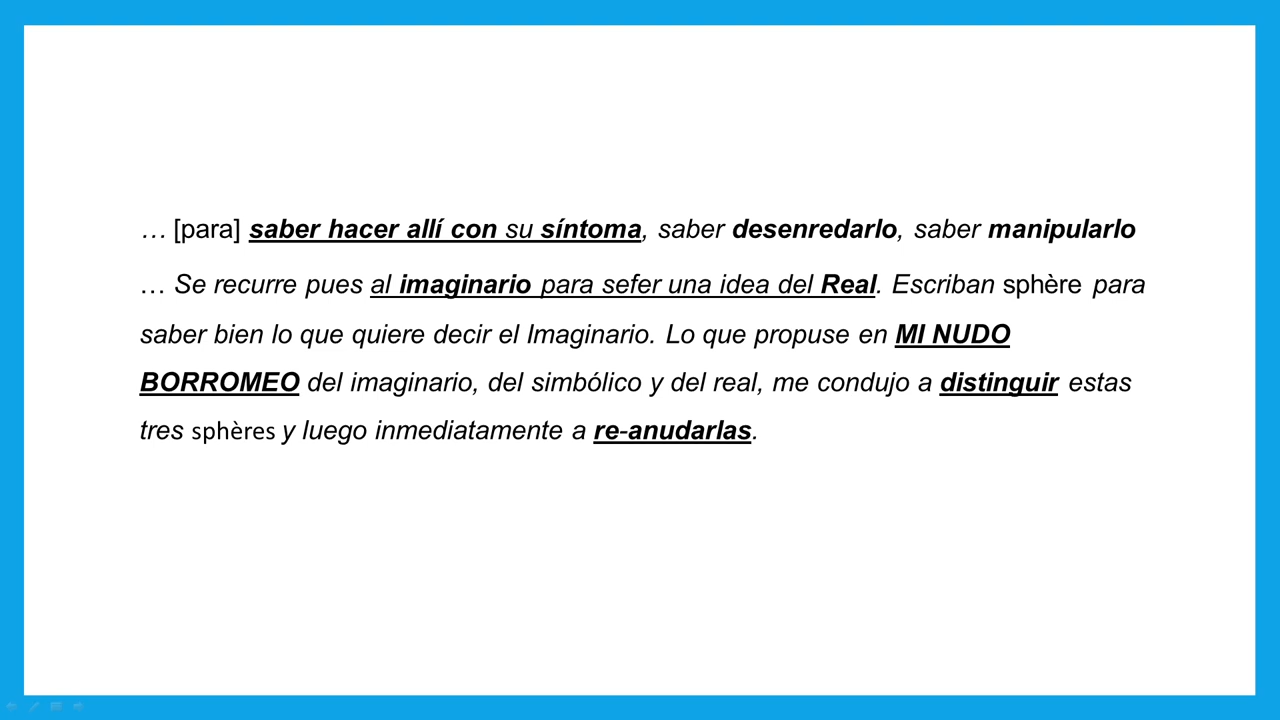 … [para] saber hacer allí con su síntoma, saber desenredarlo, saber manipularlo
… Se recurre pues al imaginario para sefer una idea del Real. Escriban sphère para
saber bien lo que quiere decir el Imaginario. Lo que propuse en MI NUDO
BORROMEO del imaginario, del simbólico y del real, me condujo a distinguir estas
tres sphères y luego inmediatamente a re-anudarlas.